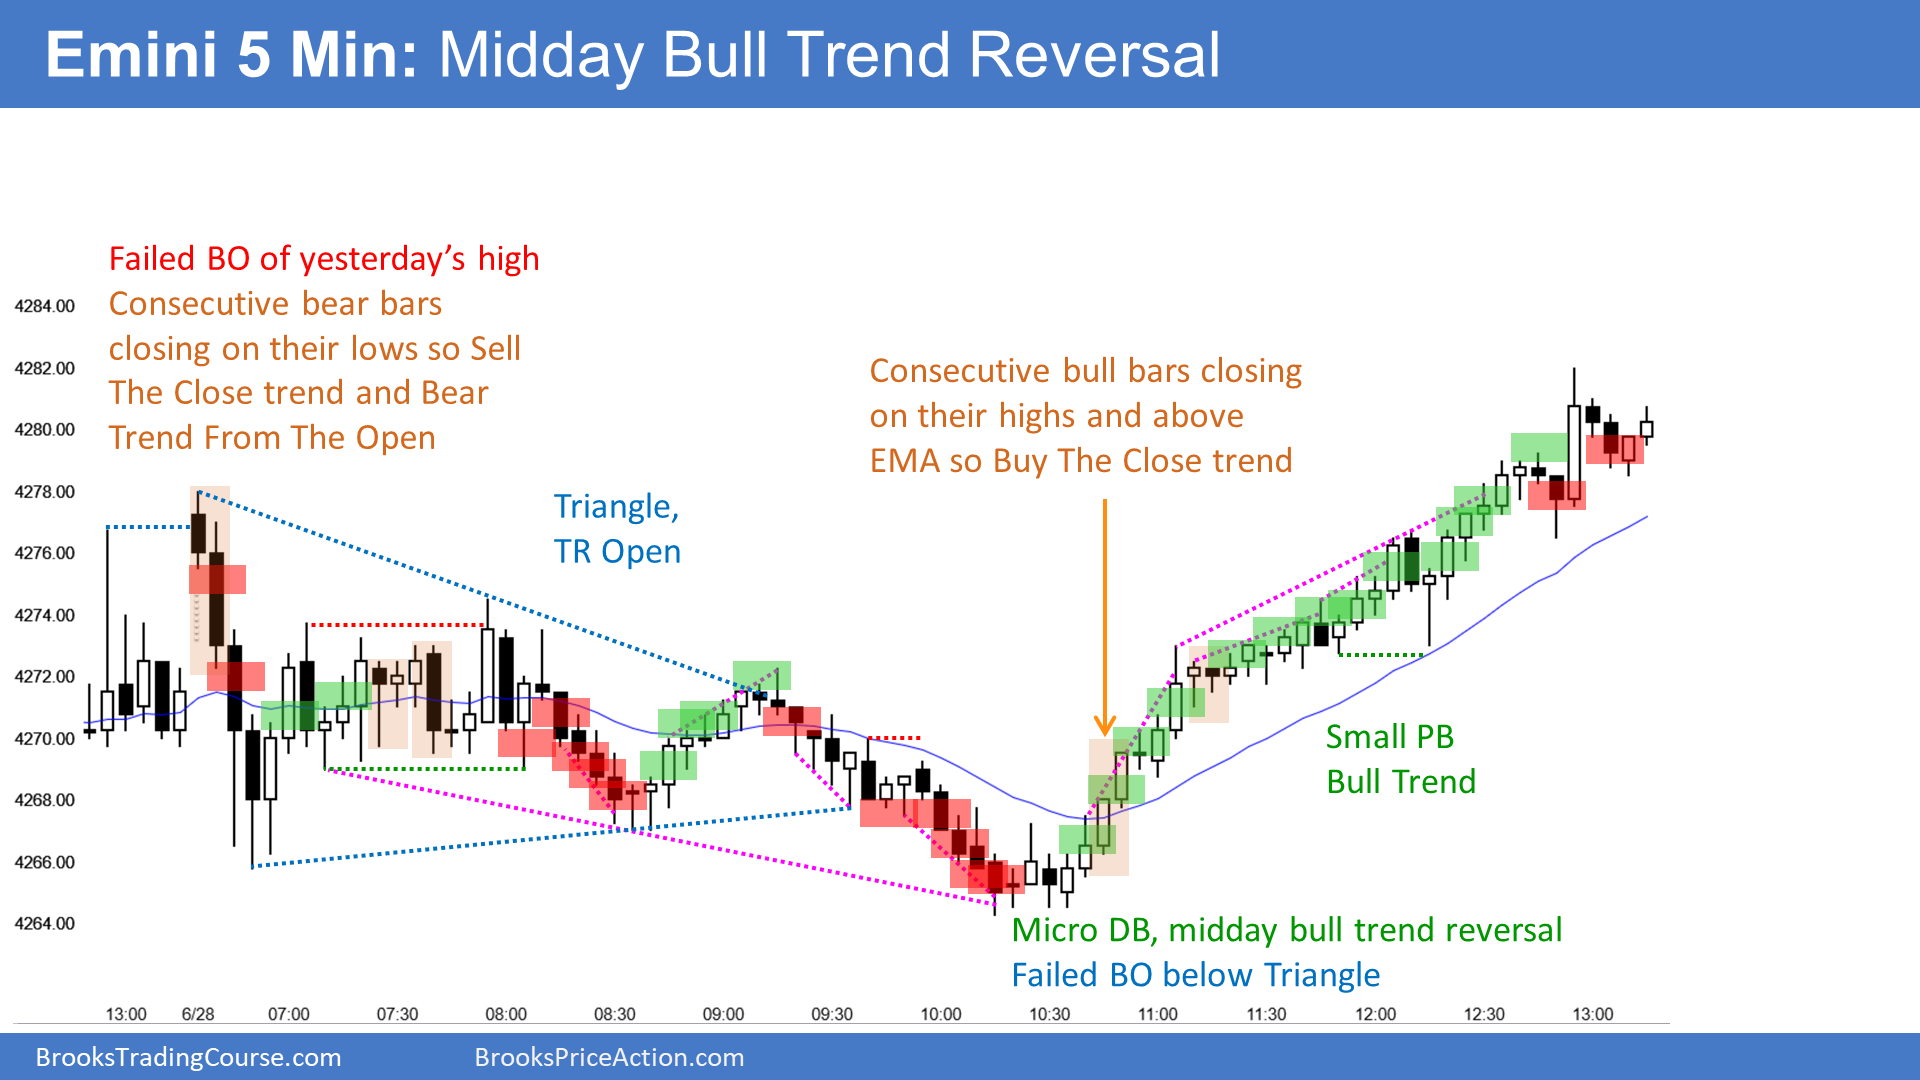 Emini 5 Min: Midday Bull Trend Reversal
Failed BO of yesterday’s high
Consecutive bear bars
closing on their lows so Sell
The Close trend and Bear
Trend From The Open
Triangle,
TR Open
Consecutive bull bars closing
on their highs and above
EMA so Buy The Close trend
Small PB
Bull Trend
Micro DB, midday bull trend reversal
Failed BO below Triangle
4284.00
4282.00
4280.00
4278.00
4276.00
4274.00
4272.00
4270.00
4268.00
4266.00
4264.00
13:00 6/28 07:00 07:30 08:00 08:30 09:00 09:30 10:00 10:30 11:00 11:30 12:00 12:30 13:00
BrooksTradingCourse.com BrooksPriceAction.com